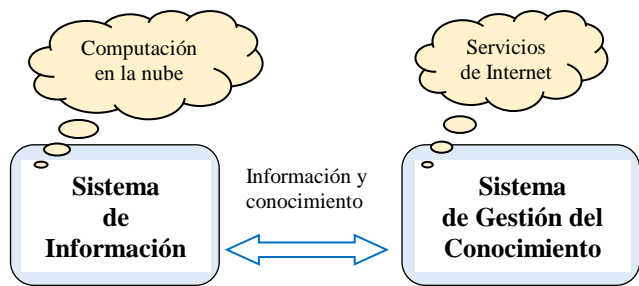 Computación
en la nube
Servicios
de Internet
Sistema
de
Información
Información y
conocimiento
Sistema
de Gestión del
Conocimiento